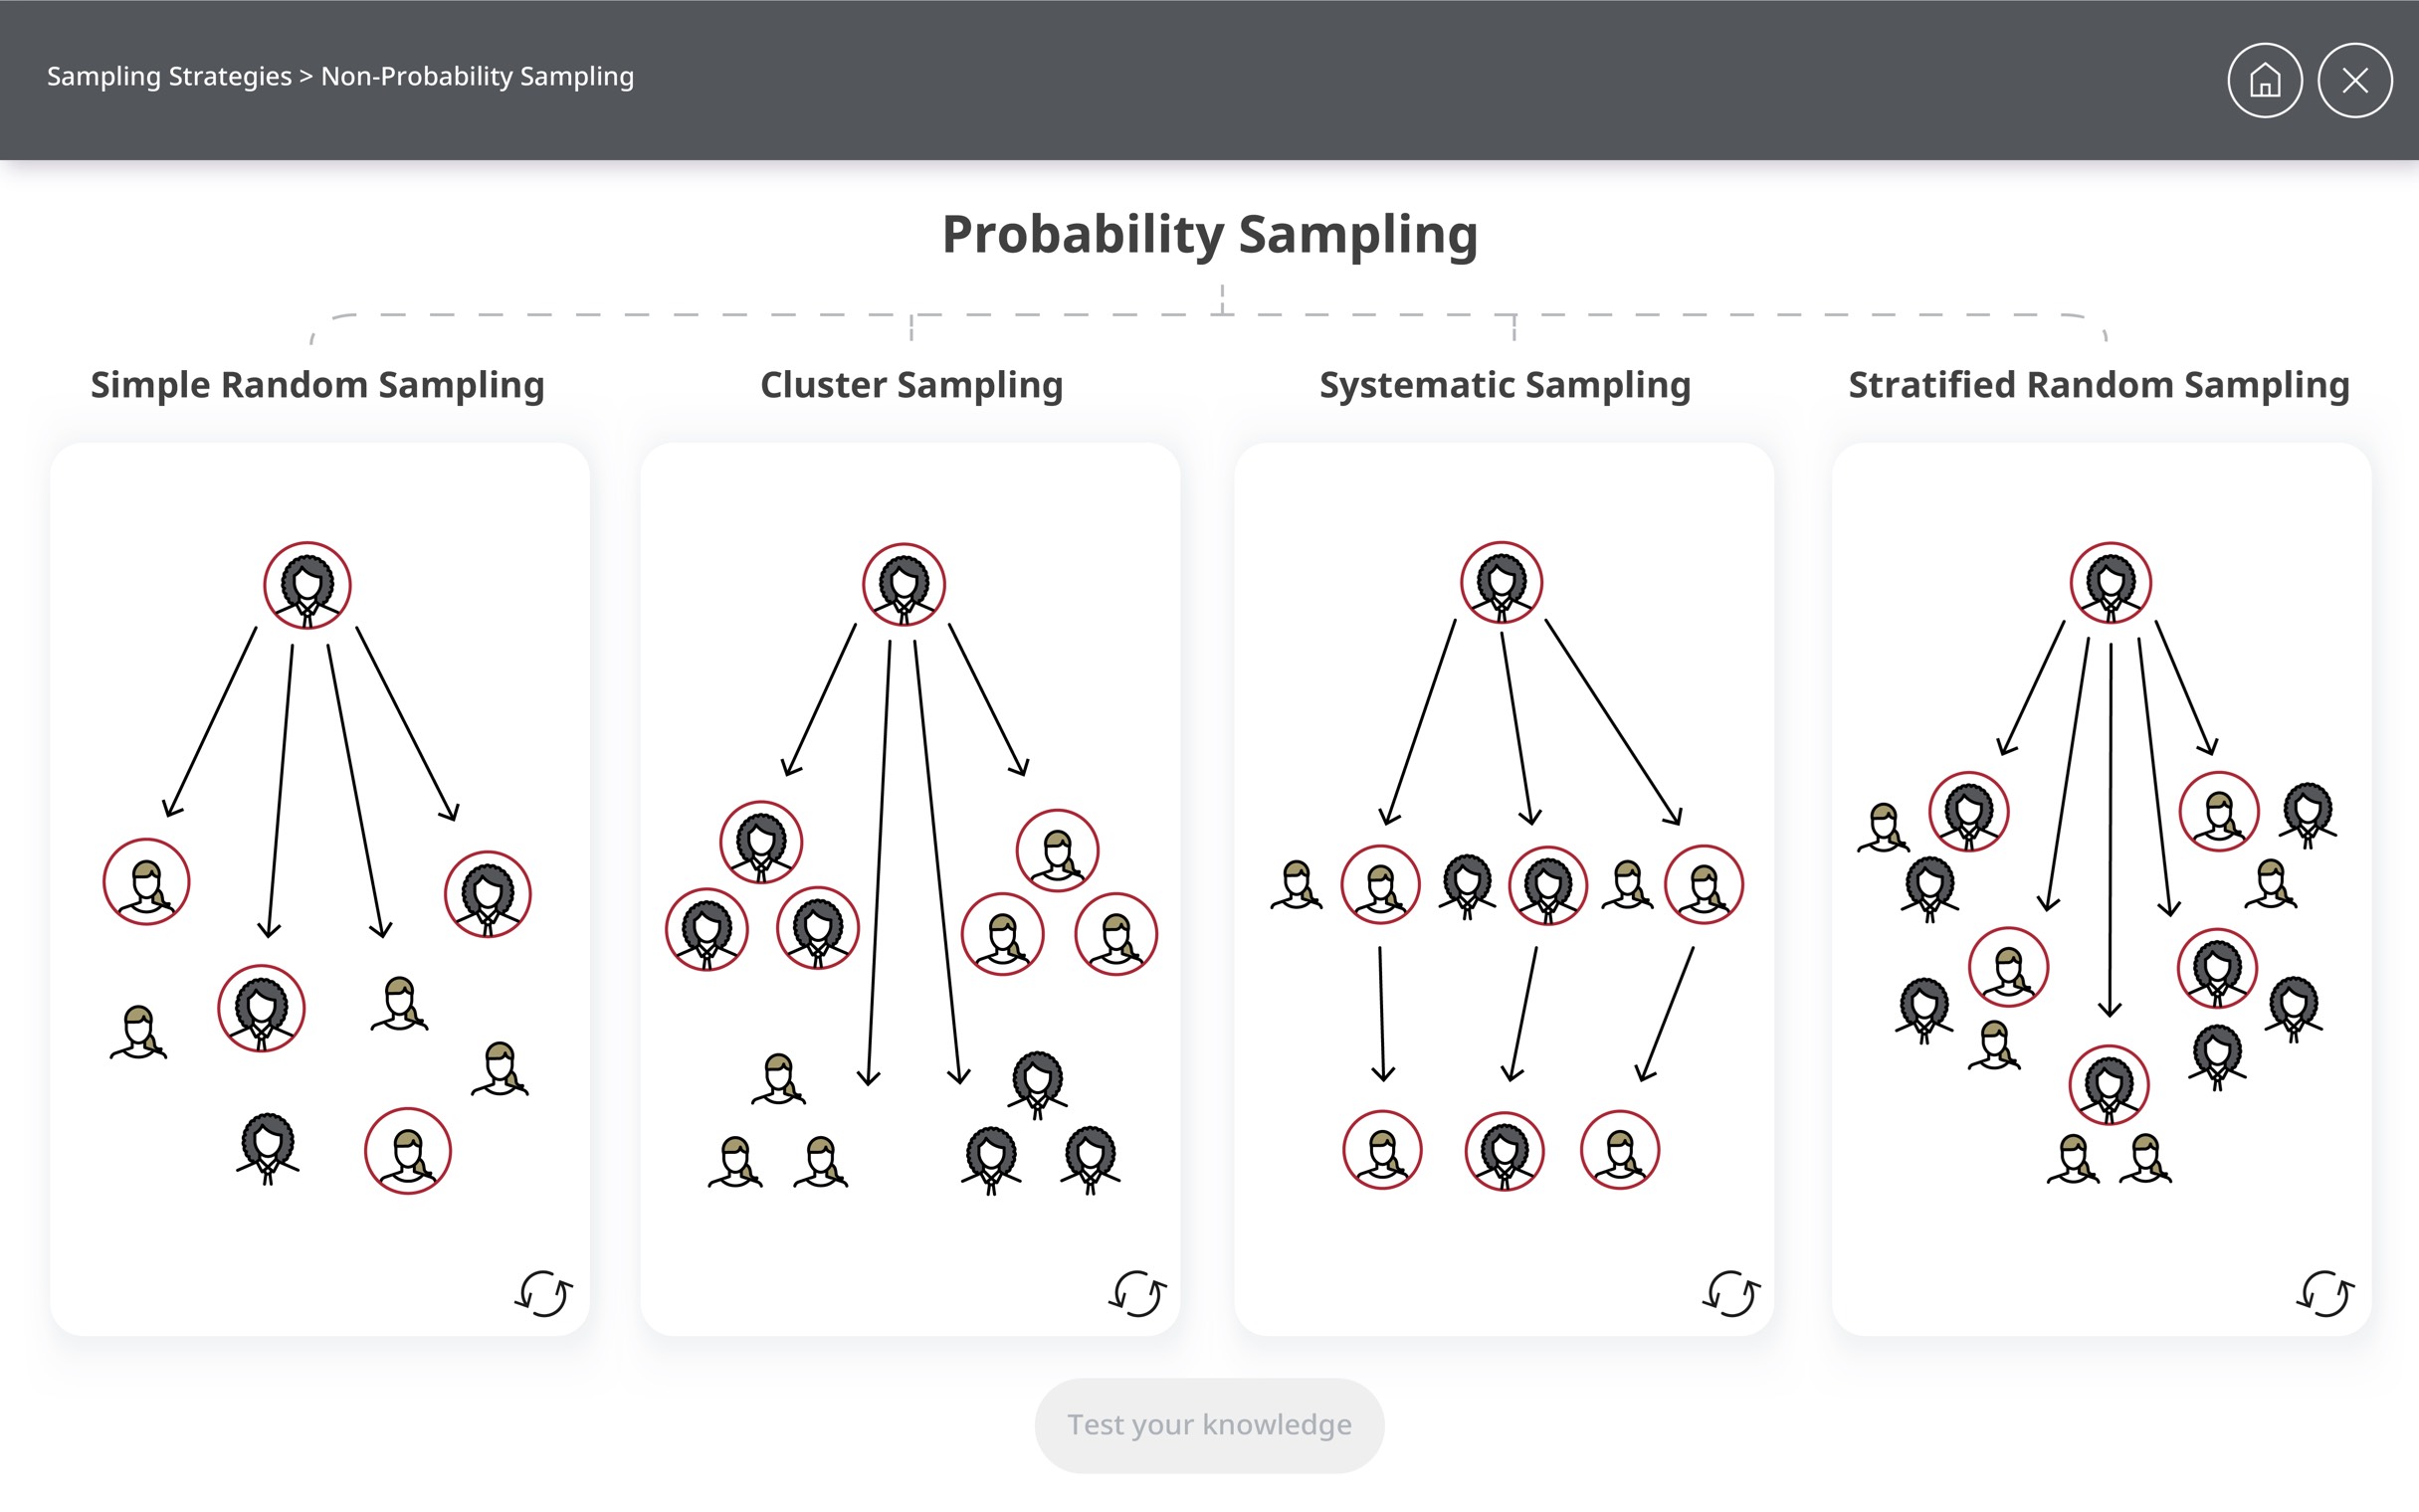 Sampling Strategies > Non-Probability Sampling
Probability Sampling
Simple Random Sampling
Cluster Sampling
Systematic Sampling
Stratified Random Sampling
Test your knowledge